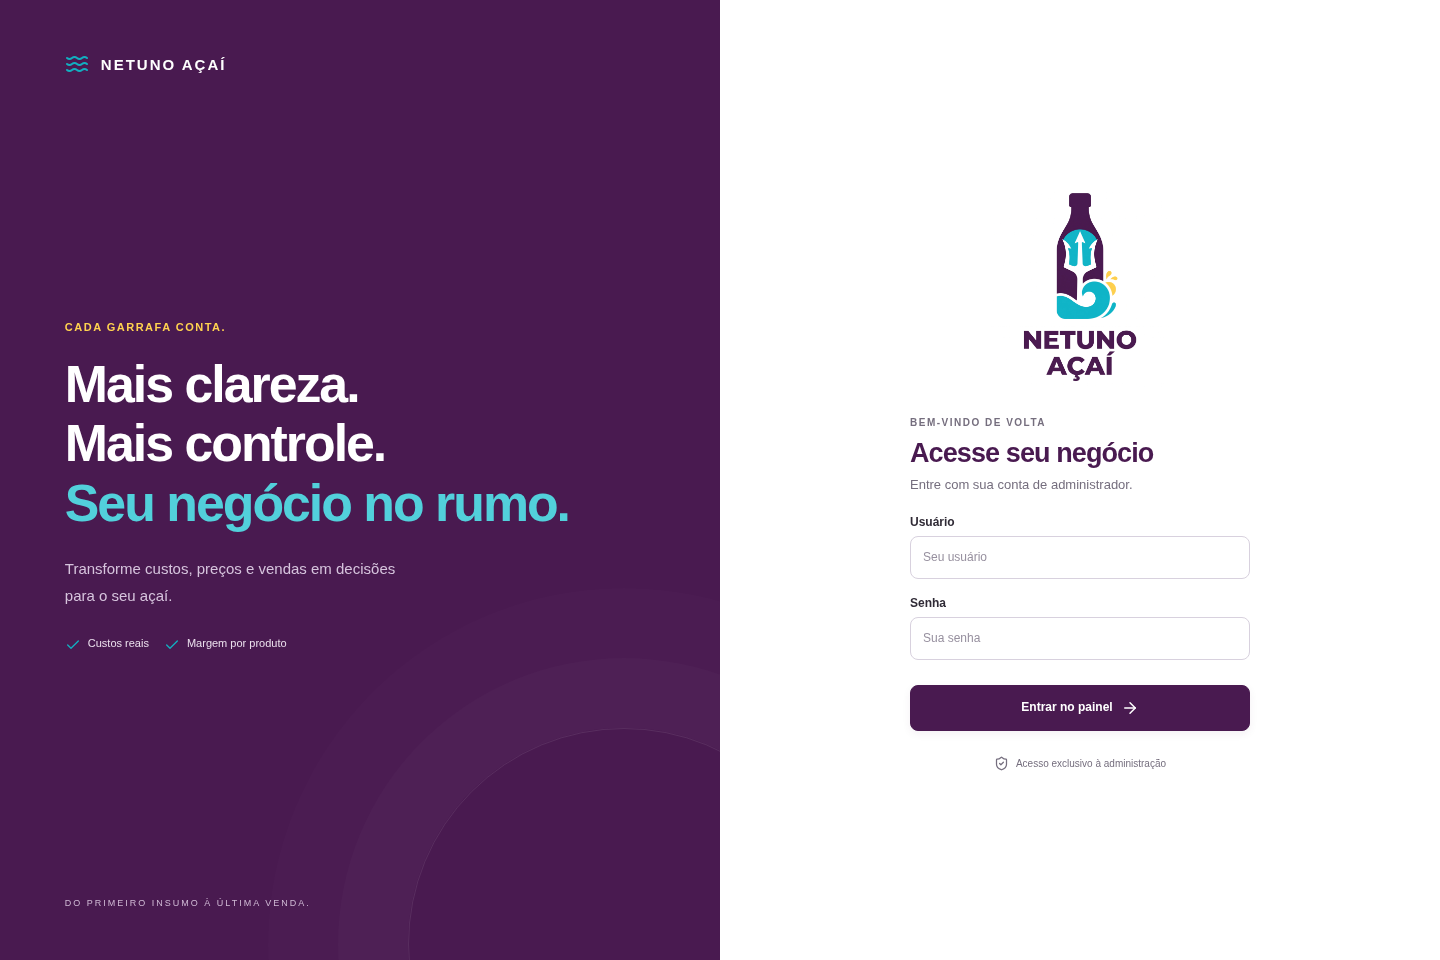 NETUNO AÇAÍ
CADA GARRAFA CONTA.
Mais clareza.
Mais controle.
Seu negócio no rumo.
Transforme custos, preços e vendas em decisões
para o seu açaí.
Custos reais
Margem por produto
DO PRIMEIRO INSUMO À ÚLTIMA VENDA.
NETUNO
AÇAÍ
BEM-VINDO DE VOLTA
Acesse seu negócio
Entre com sua conta de administrador.
Usuário
Seu usuário
Senha
Sua senha
Entrar no painel
Acesso exclusivo à administração